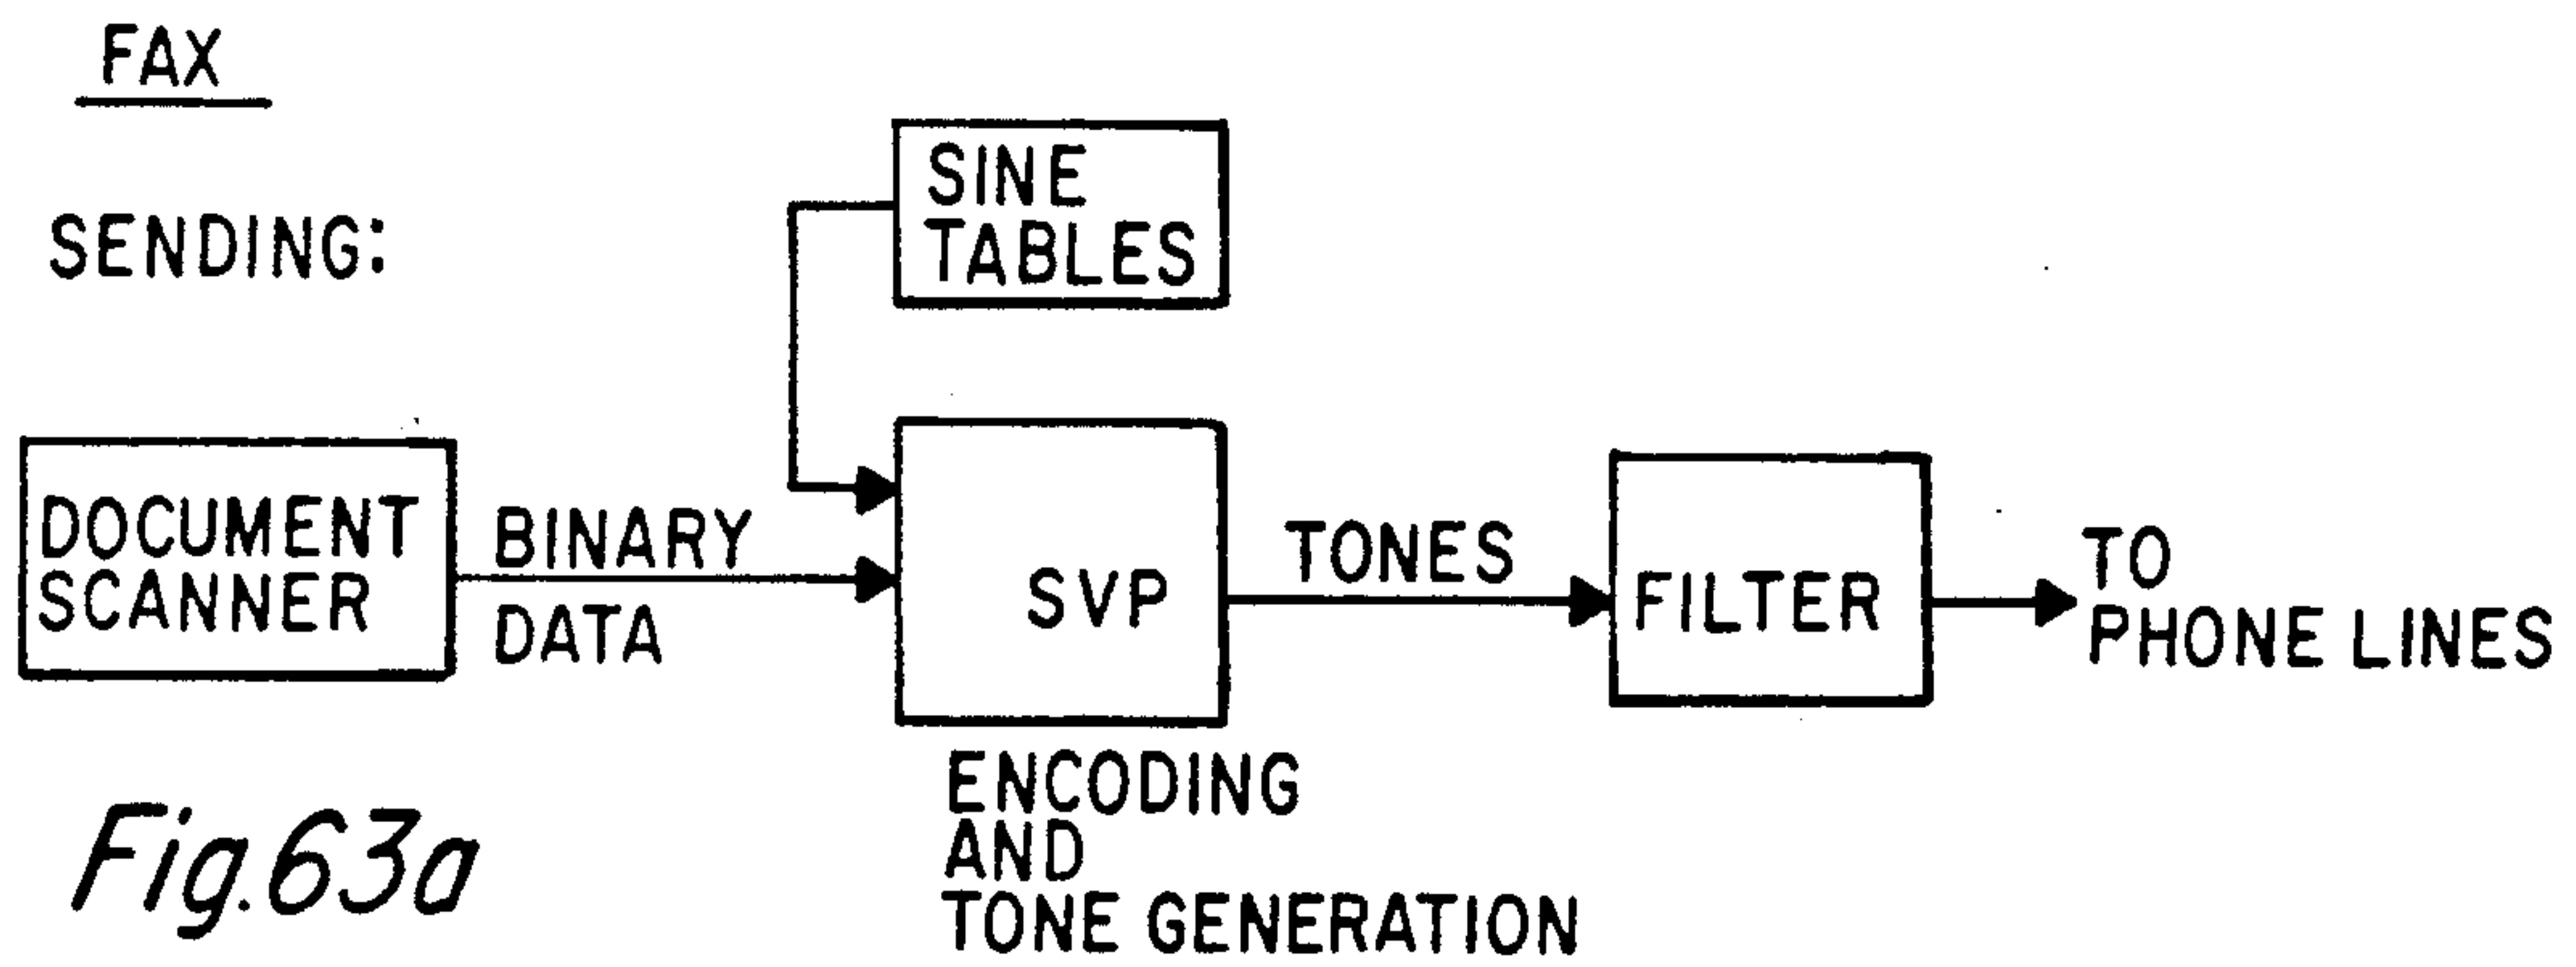 FAX
SENDING:
SINE
TABLES
DOCUMENT
SCANNER
BINARY
DATA
SVP
ENCODING
AND
TONE GENERATION
TONES
FILTER
TO
PHONE LINES
Fig.63a